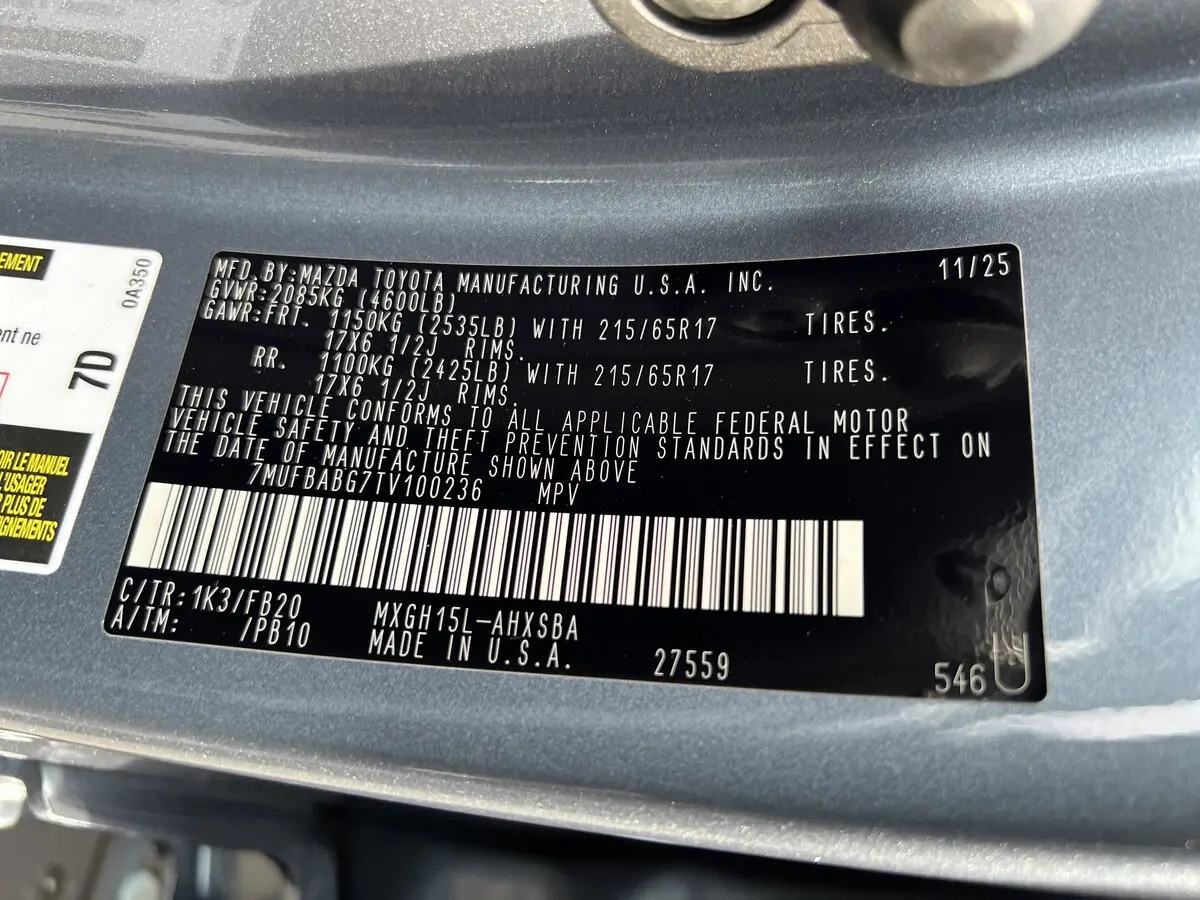 EMENT
0A350
ent ne
7D
OIR LE MANUEL
L'USAGER
PLUS DE
IGNEMENTS
MFD.BY:MAZDA TOYOTA MANUFACTURING U.S.A. INC. 11/25
GVWR:2085KG (4600LB)
GAWR:FRT. 1150KG (2535LB) WITH 215/65R17 TIRES.
17X6 1/2J RIMS.
RR. 1100KG (2425LB) WITH 215/65R17 TIRES.
17X6 1/2J RIMS.
THIS VEHICLE CONFORMS TO ALL APPLICABLE FEDERAL MOTOR
VEHICLE SAFETY AND THEFT PREVENTION STANDARDS IN EFFECT ON
THE DATE OF MANUFACTURE SHOWN ABOVE
7MUFBABG7TV100236 MPV
C/TR:1K3/FB20 MXGH15L-AHXSBA
A/TM: /PB10 MADE IN U.S.A. 27559 546 U